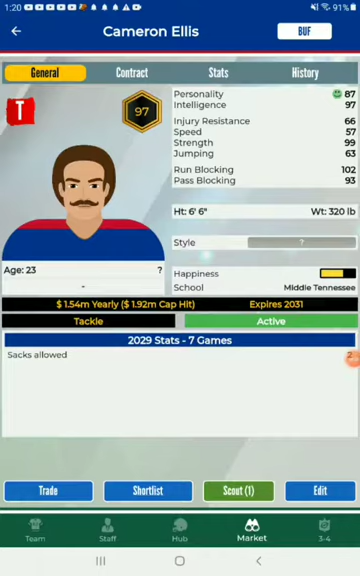 1:20
91%
Cameron Ellis
BUF
General
Contract
Stats
History
T
97
Personality 87
Intelligence 97
Injury Resistance 66
Speed 57
Strength 99
Jumping 63
Run Blocking 102
Pass Blocking 93
Ht: 6' 6"
Wt: 320 lb
Style ?
Age: 23 ?
-
Happiness
School Middle Tennessee
$ 1.54m Yearly ($ 1.92m Cap Hit) Expires 2031
Tackle
Active
2029 Stats - 7 Games
Sacks allowed 2
Trade
Shortlist
Scout (1)
Edit
Team
Staff
Hub
Market
3-4